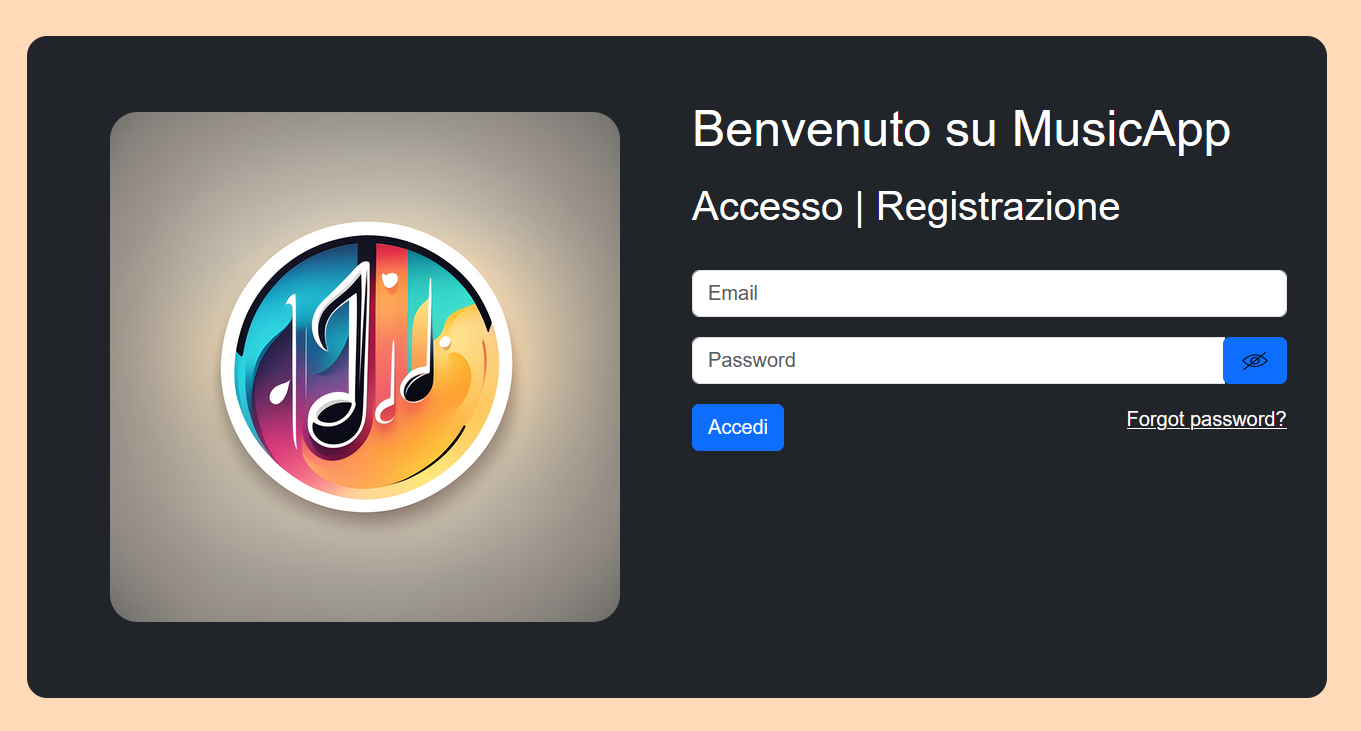 Benvenuto su MusicApp
Accesso | Registrazione
Email
Password
Accedi
Forgot password?